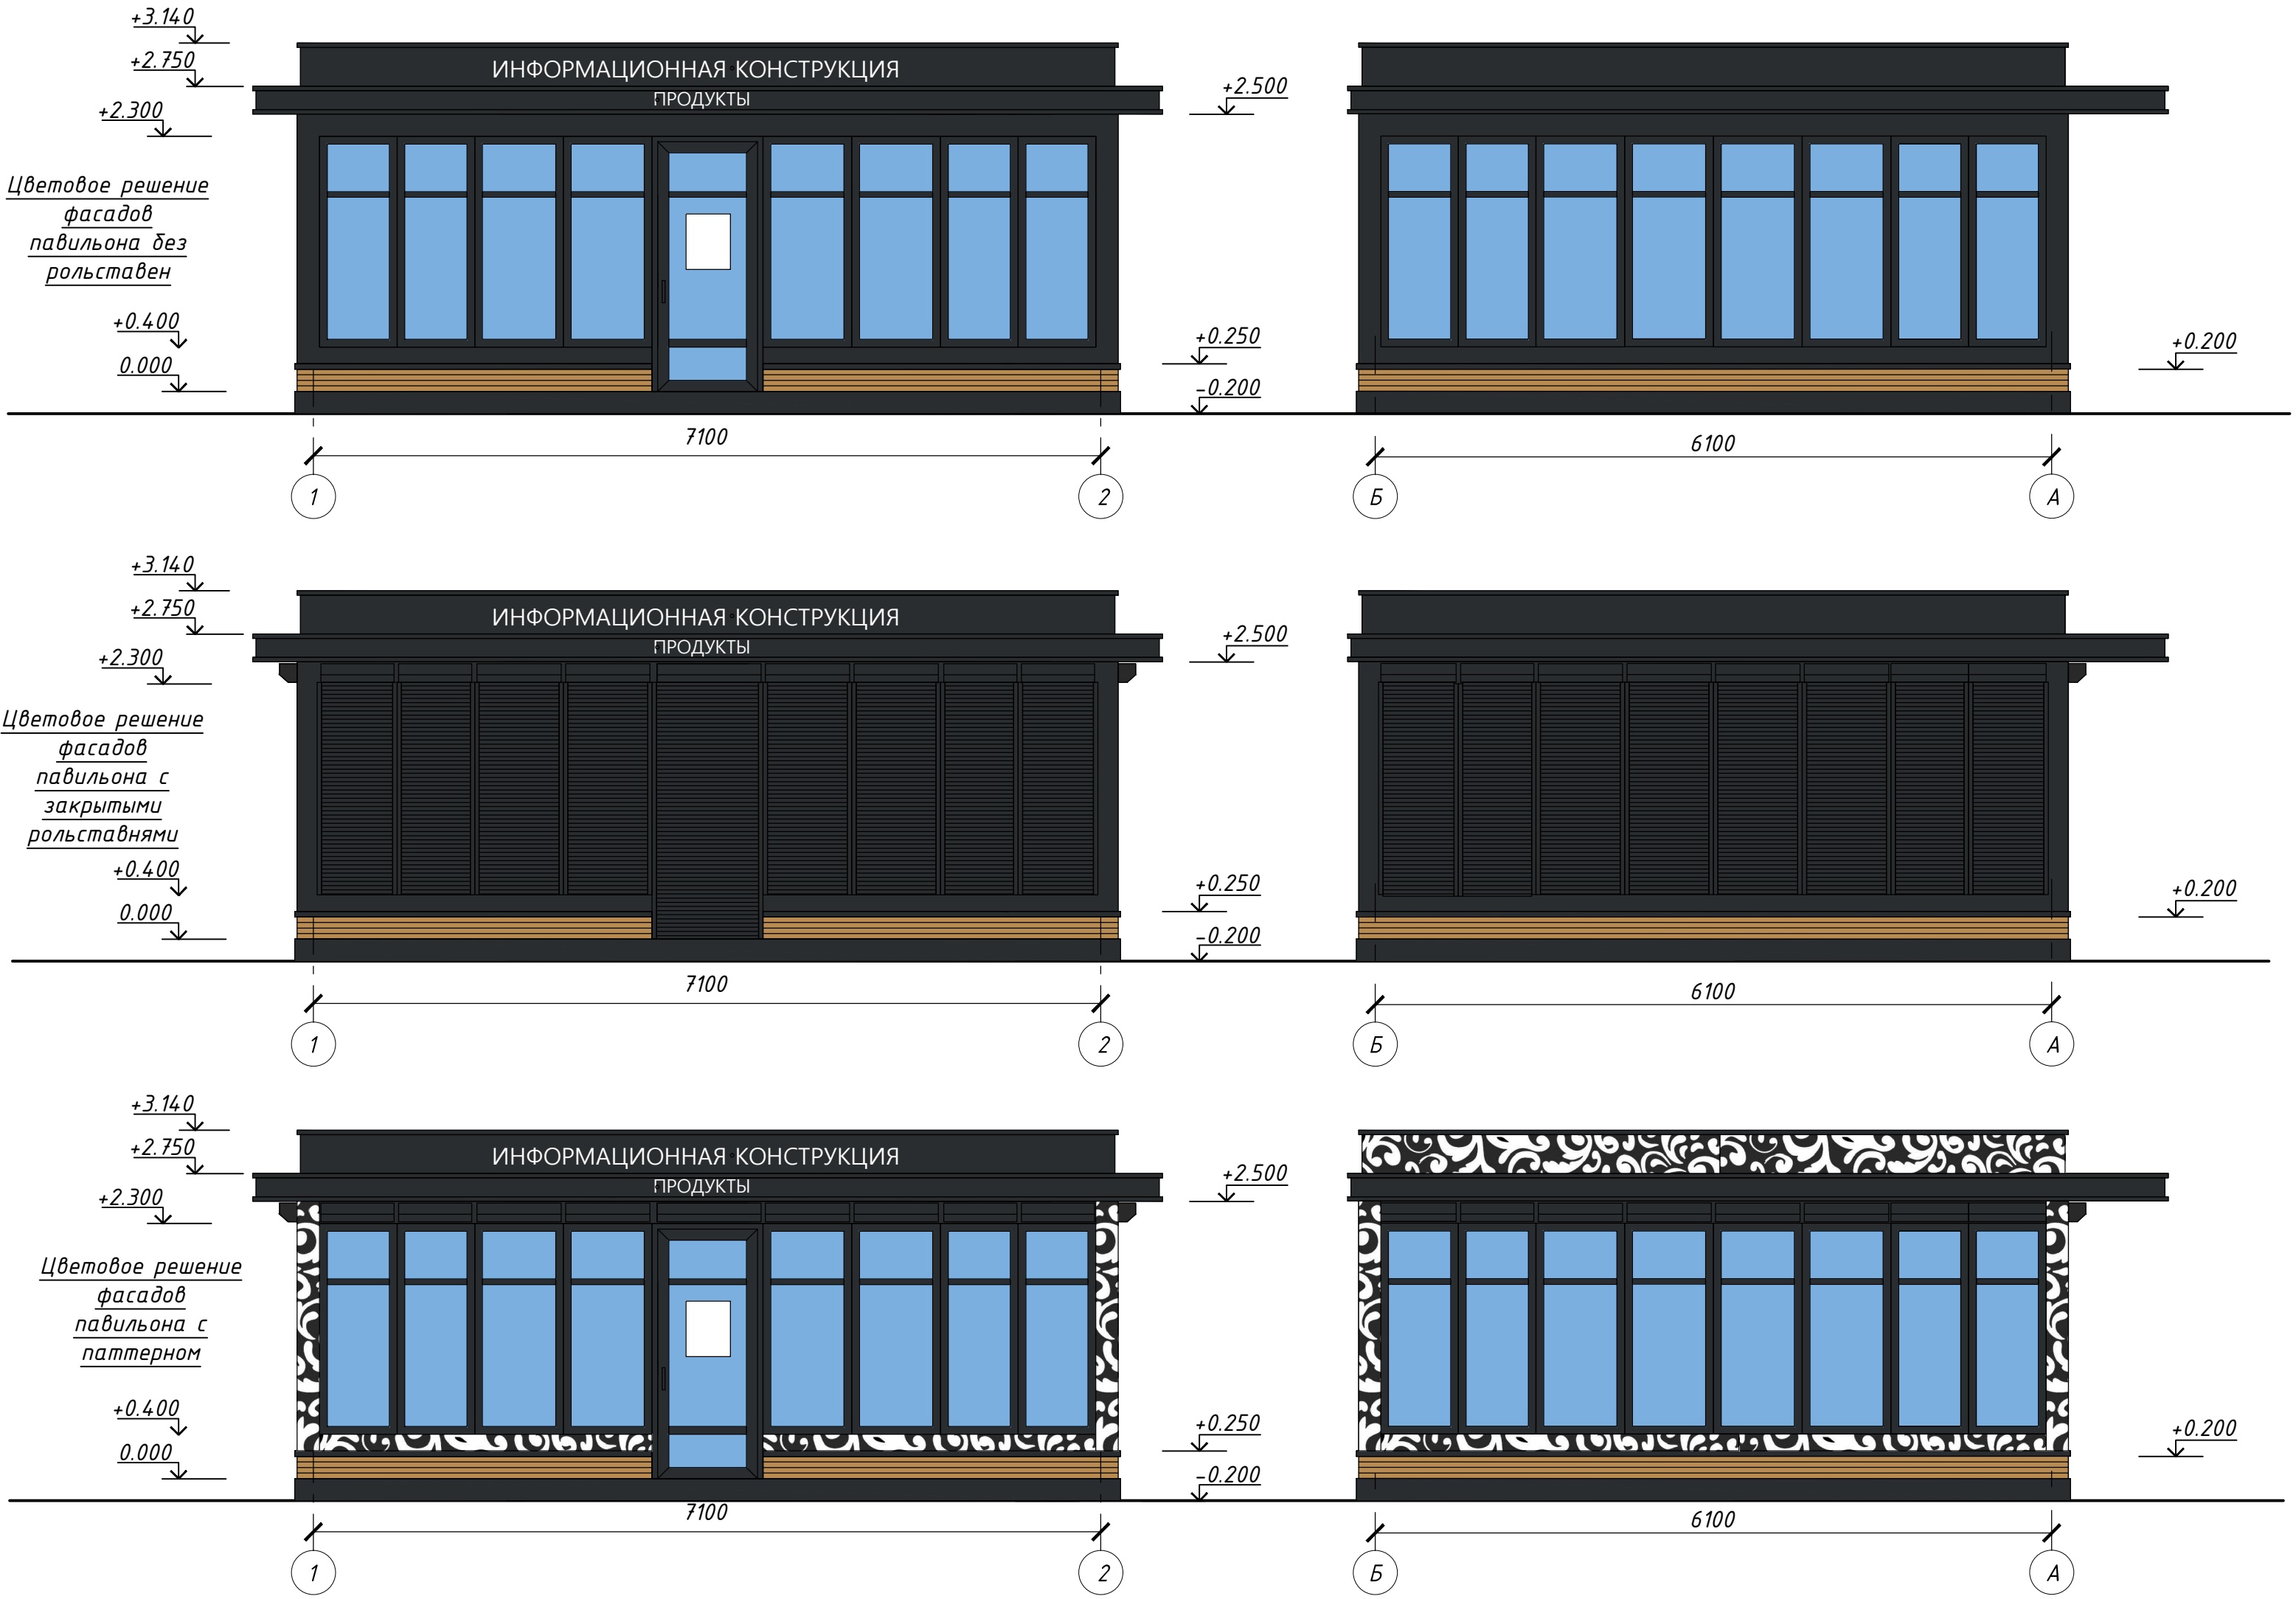 +3.140
+2.750
ИНФОРМАЦИОННАЯ КОНСТРУКЦИЯ
ПРОДУКТЫ
+2.500
+2.300
Цветовое решение
фасадов
павильона без
рольставен
+0.400
+0.250
+0.200
0.000
-0.200
7100
6100
1
2
Б
А
+3.140
+2.750
ИНФОРМАЦИОННАЯ КОНСТРУКЦИЯ
ПРОДУКТЫ
+2.500
+2.300
Цветовое решение
фасадов
павильона с
закрытыми
рольставнями
+0.400
+0.250
+0.200
0.000
-0.200
7100
6100
1
2
Б
А
+3.140
+2.750
ИНФОРМАЦИОННАЯ КОНСТРУКЦИЯ
ПРОДУКТЫ
+2.500
+2.300
Цветовое решение
фасадов
павильона с
паттерном
+0.400
+0.250
+0.200
0.000
-0.200
7100
6100
1
2
Б
А